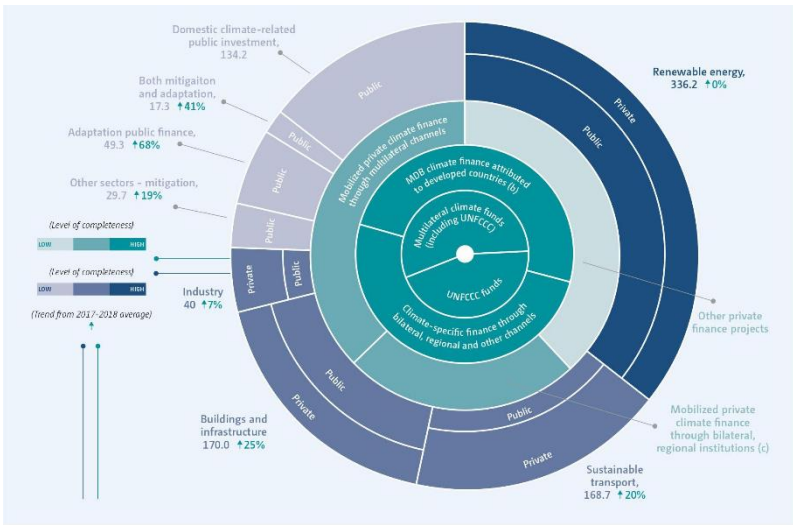 Domestic climate-related
public investment,
134.2
Both mitigaiton
and adaptation,
17.3 ↑41%
Adaptation public finance,
49.3 ↑68%
Other sectors – mitigation,
29.7 ↑19%
(Level of completeness)
LOW HIGH
(Level of completeness)
LOW HIGH
(Trend from 2017-2018 average)
↑
Industry
40 ↑7%
Buildings and
infrastructure
170.0 ↑25%
Sustainable
transport,
168.7 ↑20%
Renewable energy,
336.2 ↑0%
Other private
finance projects
Mobilized private
climate finance
through bilateral,
regional institutions (c)
Public
Public
Public
Public
Private
Public
Public
Private
Public
Private
Public
Private
Mobilized private climate finance
through multilateral channels
MDB climate finance attributed
to developed countries (b)
Multilateral climate funds
(including UNFCCC)
UNFCCC funds
Climate-specific finance through
bilateral, regional and other channels